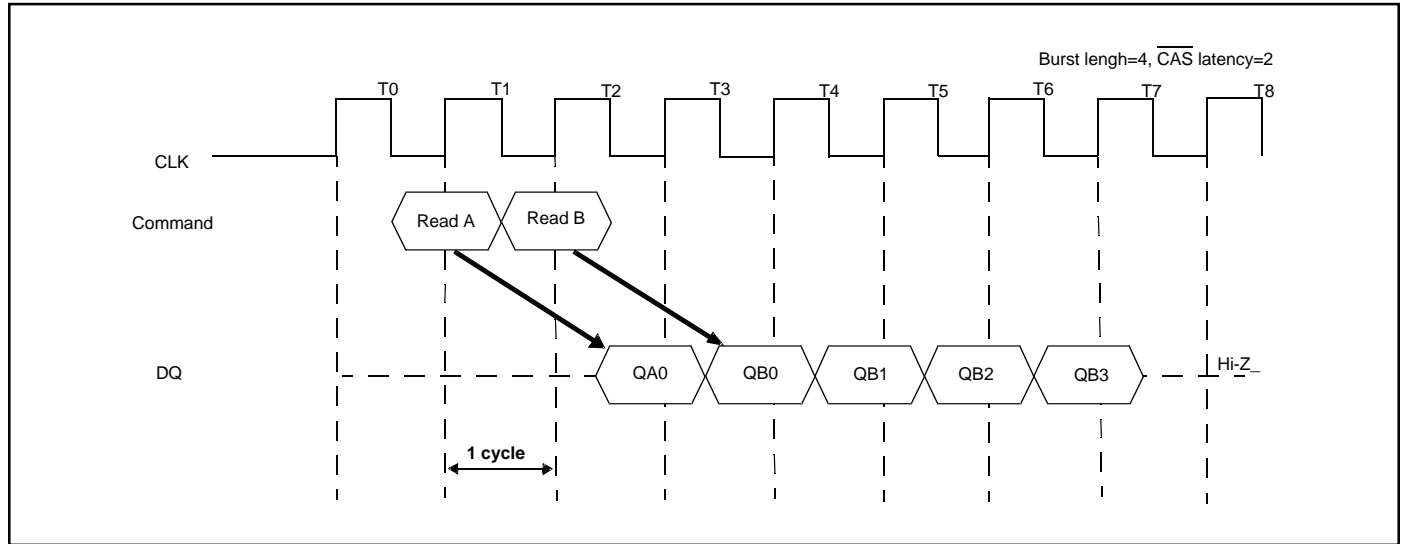 Burst lengh=4, CAS latency=2
T0 T1 T2 T3 T4 T5 T6 T7 T8
CLK
Command Read A Read B
DQ QA0 QB0 QB1 QB2 QB3 Hi-Z_
1 cycle